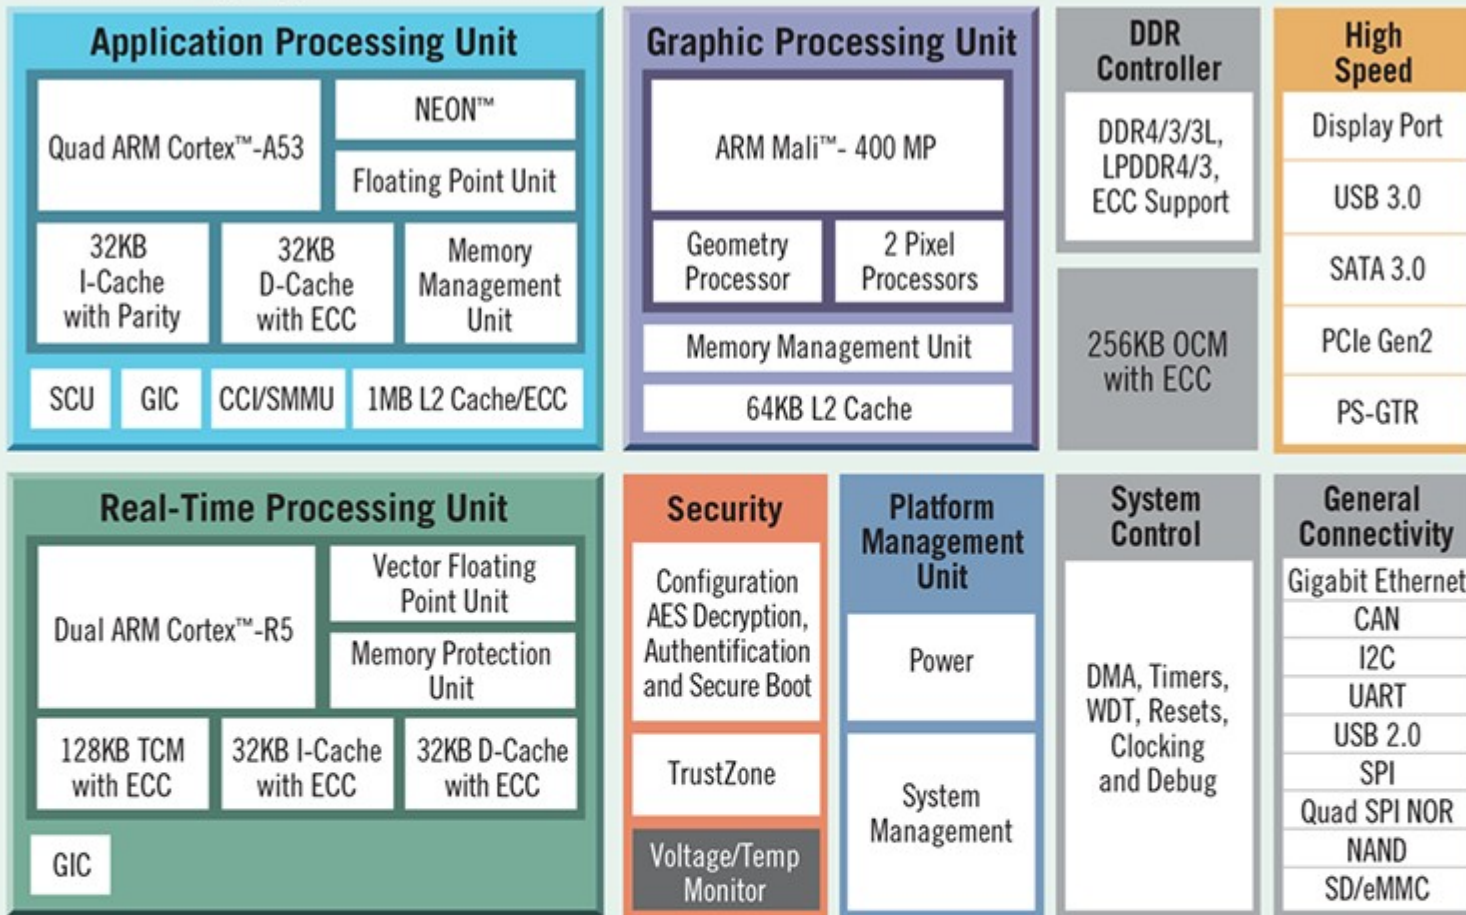 Application Processing Unit
Quad ARM Cortex™-A53
NEON™
Floating Point Unit
32KB
I-Cache
with Parity
32KB
D-Cache
with ECC
Memory
Management
Unit
SCU
GIC
CCI/SMMU
1MB L2 Cache/ECC
Graphic Processing Unit
ARM Mali™- 400 MP
Geometry
Processor
2 Pixel
Processors
Memory Management Unit
64KB L2 Cache
DDR
Controller
DDR4/3/3L,
LPDDR4/3,
ECC Support
256KB OCM
with ECC
High
Speed
Display Port
USB 3.0
SATA 3.0
PCIe Gen2
PS-GTR
Real-Time Processing Unit
Dual ARM Cortex™-R5
Vector Floating
Point Unit
Memory Protection
Unit
128KB TCM
with ECC
32KB I-Cache
with ECC
32KB D-Cache
with ECC
GIC
Security
Configuration
AES Decryption,
Authentification
and Secure Boot
TrustZone
Voltage/Temp
Monitor
Platform
Management
Unit
Power
System
Management
System
Control
DMA, Timers,
WDT, Resets,
Clocking
and Debug
General
Connectivity
Gigabit Ethernet
CAN
I2C
UART
USB 2.0
SPI
Quad SPI NOR
NAND
SD/eMMC